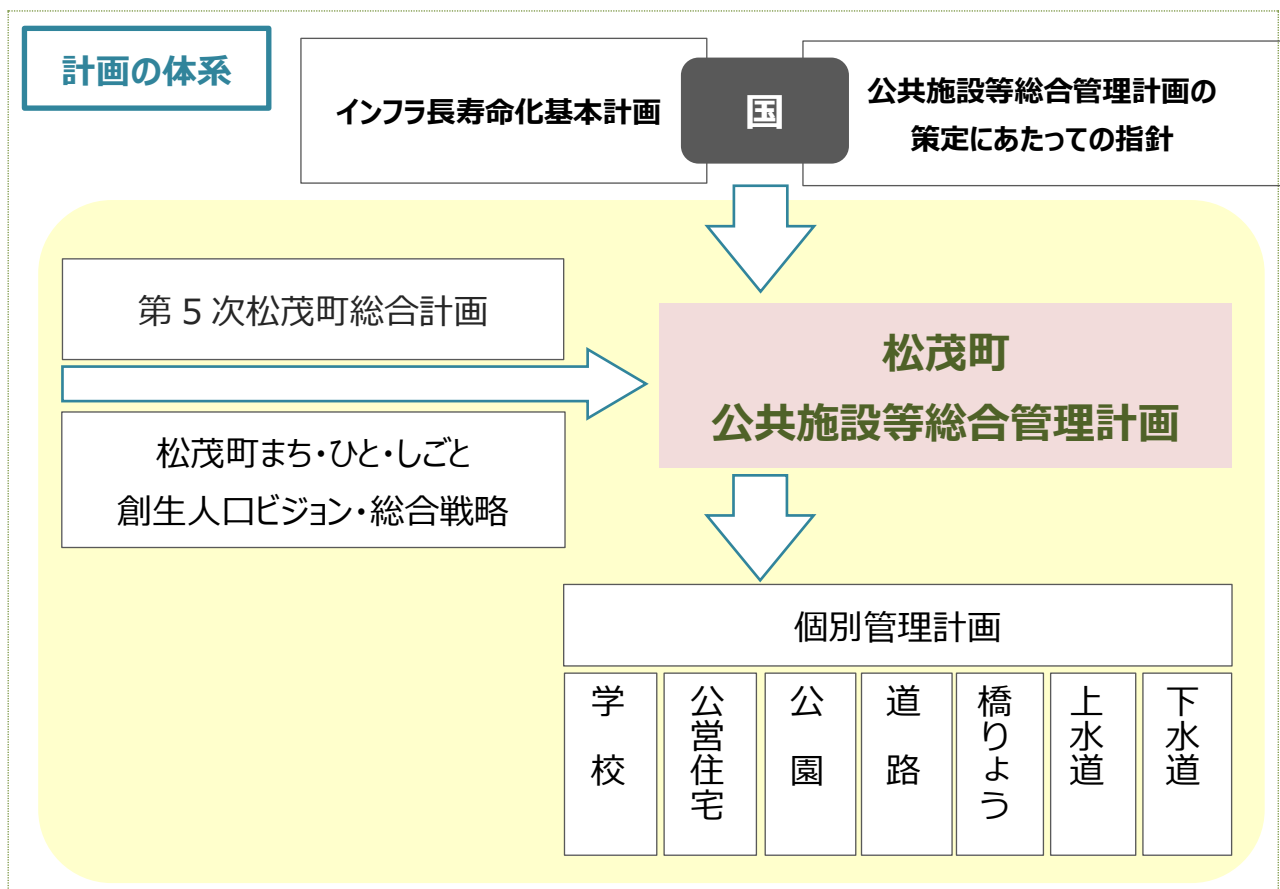 計画の体系
インフラ長寿命化基本計画
国
公共施設等総合管理計画の
策定にあたっての指針
第 5 次松茂町総合計画
松茂町まち・ひと・しごと
創生人口ビジョン・総合戦略
松茂町
公共施設等総合管理計画
個別管理計画
学校
公営住宅
公園
道路
橋りょう
上水道
下水道